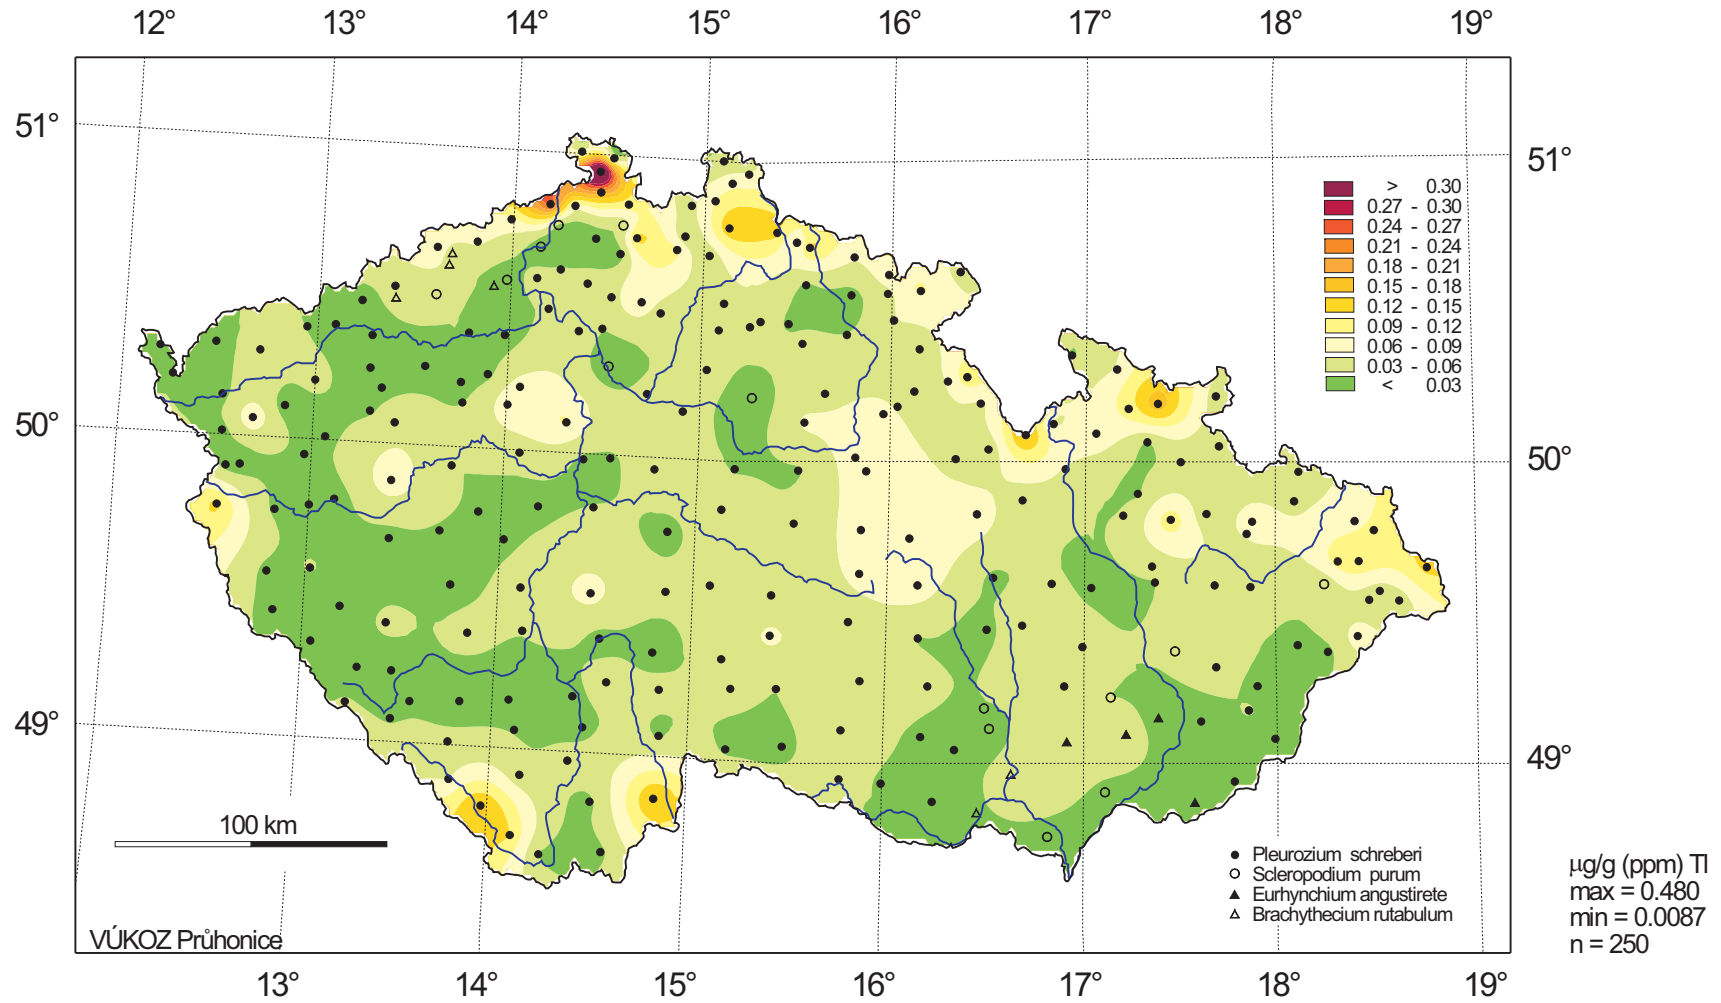 12° 13° 14° 15° 16° 17° 18° 19°
51° 51°
> 0.30
0.27 - 0.30
0.24 - 0.27
0.21 - 0.24
0.18 - 0.21
0.15 - 0.18
0.12 - 0.15
0.09 - 0.12
0.06 - 0.09
0.03 - 0.06
< 0.03
50° 50°
49° 49°
100 km
Pleurozium schreberi
Scleropodium purum
Eurhynchium angustirete
Brachythecium rutabulum
µg/g (ppm) Tl
max = 0.480
min = 0.0087
n = 250
VÚKOZ Průhonice
13° 14° 15° 16° 17° 18° 19°